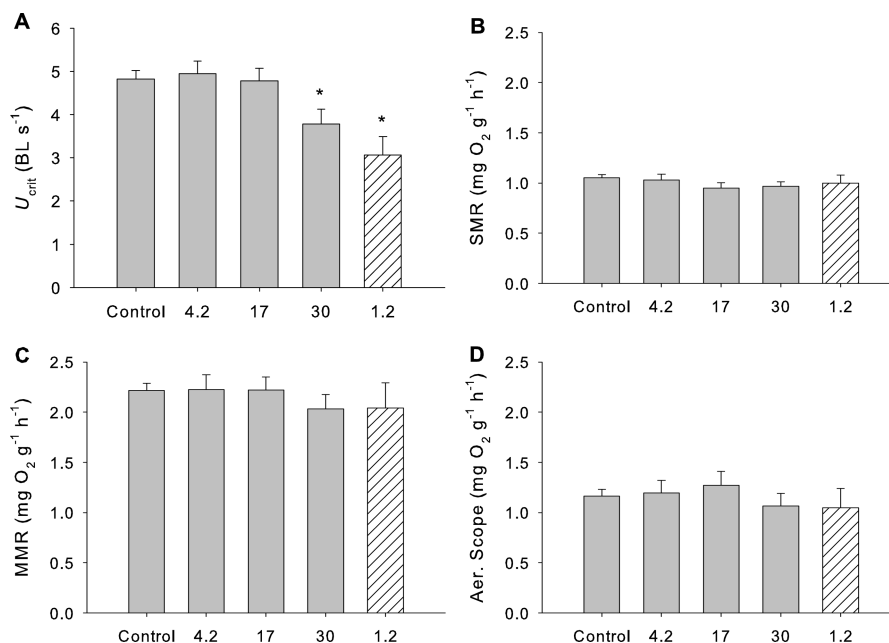 A
6
5
4
3
2
1
0
U_crit (BL s⁻¹)
*
*
Control 4.2 17 30 1.2
B
2.5
2.0
1.5
1.0
0.5
0.0
SMR (mg O₂ g⁻¹ h⁻¹)
Control 4.2 17 30 1.2
C
2.5
2.0
1.5
1.0
0.5
0.0
MMR (mg O₂ g⁻¹ h⁻¹)
Control 4.2 17 30 1.2
D
2.5
2.0
1.5
1.0
0.5
0.0
Aer. Scope (mg O₂ g⁻¹ h⁻¹)
Control 4.2 17 30 1.2